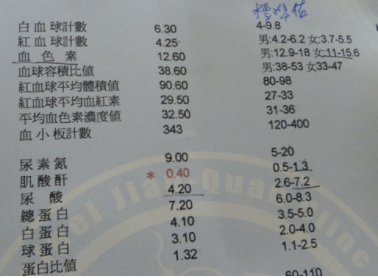 標準值
白血球計數 6.30 4-9.8
紅血球計數 4.25 男:4.2-6.2 女:3.7-5.5
血色素 12.60 男:12.9-18 女:11-15.6
血球容積比值 38.60 男:38-53 女33-47
紅血球平均體積值 90.60 80-98
紅血球平均血紅素 29.50 27-33
平均血色素濃度值 32.50 31-36
血小板計數 343 120-400
尿素氮 9.00 5-20
肌酸酐 * 0.40 0.5-1.3
尿酸 4.20 2.6-7.2
總蛋白 7.20 6.0-8.3
白蛋白 4.10 3.5-5.0
球蛋白 3.10 2.0-4.0
蛋白比值 1.32 1.1-2.5
60-110